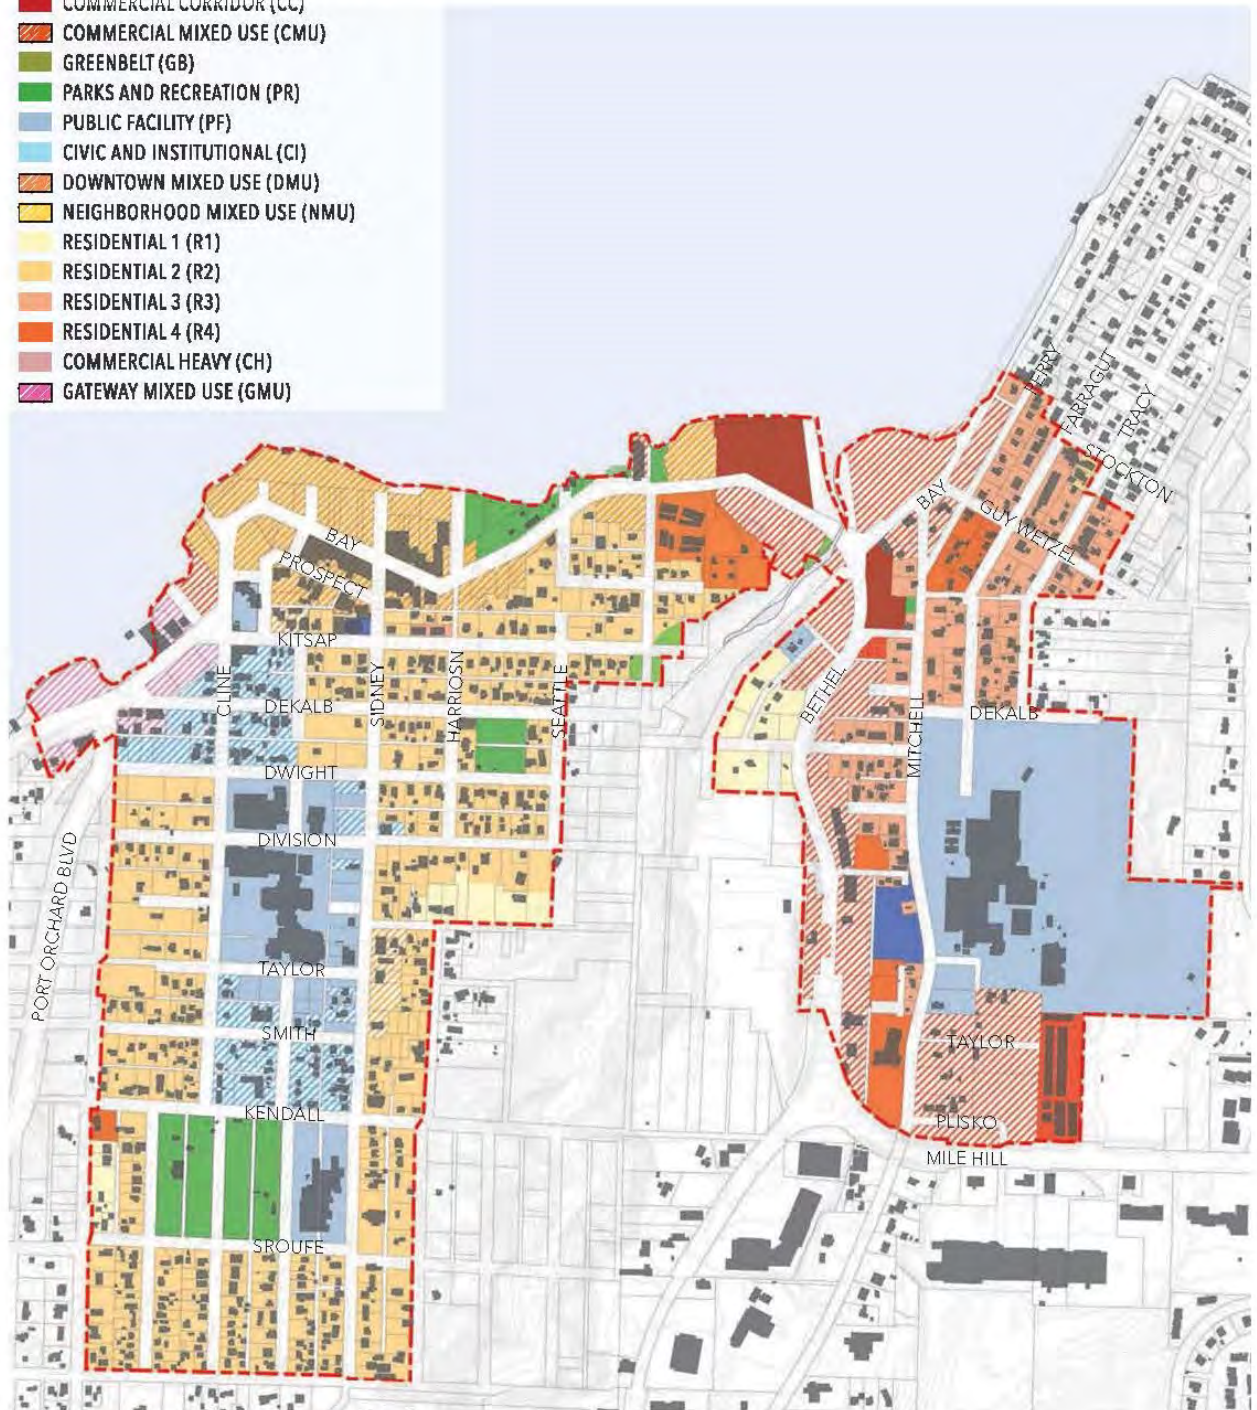 COMMERCIAL CORRIDOR (CC)
COMMERCIAL MIXED USE (CMU)
GREENBELT (GB)
PARKS AND RECREATION (PR)
PUBLIC FACILITY (PF)
CIVIC AND INSTITUTIONAL (CI)
DOWNTOWN MIXED USE (DMU)
NEIGHBORHOOD MIXED USE (NMU)
RESIDENTIAL 1 (R1)
RESIDENTIAL 2 (R2)
RESIDENTIAL 3 (R3)
RESIDENTIAL 4 (R4)
COMMERCIAL HEAVY (CH)
GATEWAY MIXED USE (GMU)
PERRY
FARRAGUT
TRACY
STOCKTON
BAY
GUY WETZEL
BAY
PROSPECT
KITSAP
CLINE
SIDNEY
HARRIOSN
SEATTLE
BETHEL
MITCHELL
DEKALB
DEKALB
DWIGHT
DIVISION
PORT ORCHARD BLVD
TAYLOR
SMITH
TAYLOR
KENDALL
PLISKO
MILE HILL
SROUFE